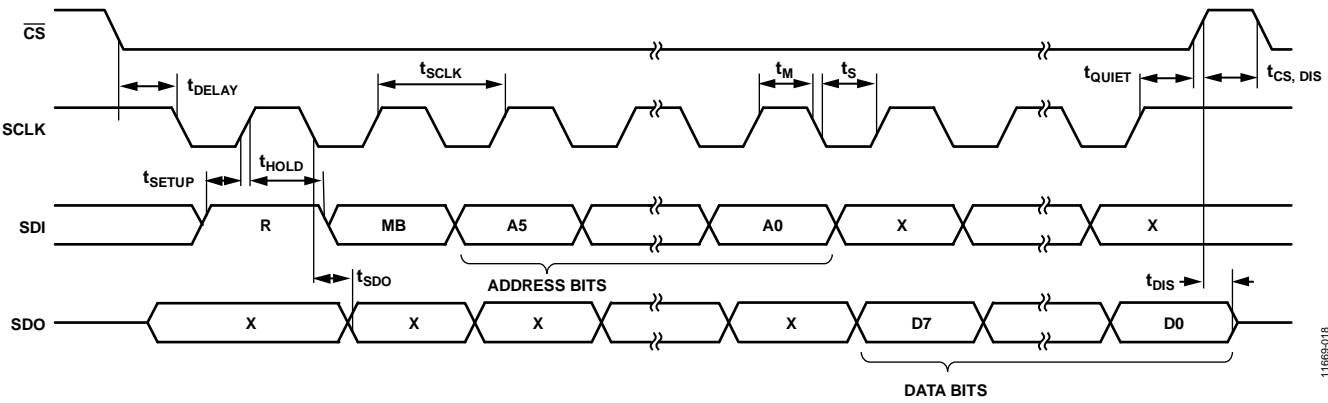 CS
tDELAY
tSCLK
tM
tS
tQUIET
tCS, DIS
SCLK
tSETUP
tHOLD
SDI
R
MB
A5
A0
X
X
tSDO
ADDRESS BITS
tDIS
SDO
X
X
X
X
D7
D0
DATA BITS
11669-018